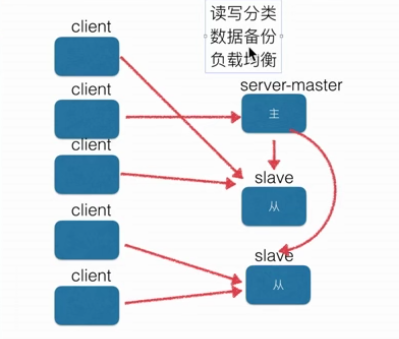 读写分类
数据备份
负载均衡
client
client
client
client
client
server-master
主
slave
从
slave
从